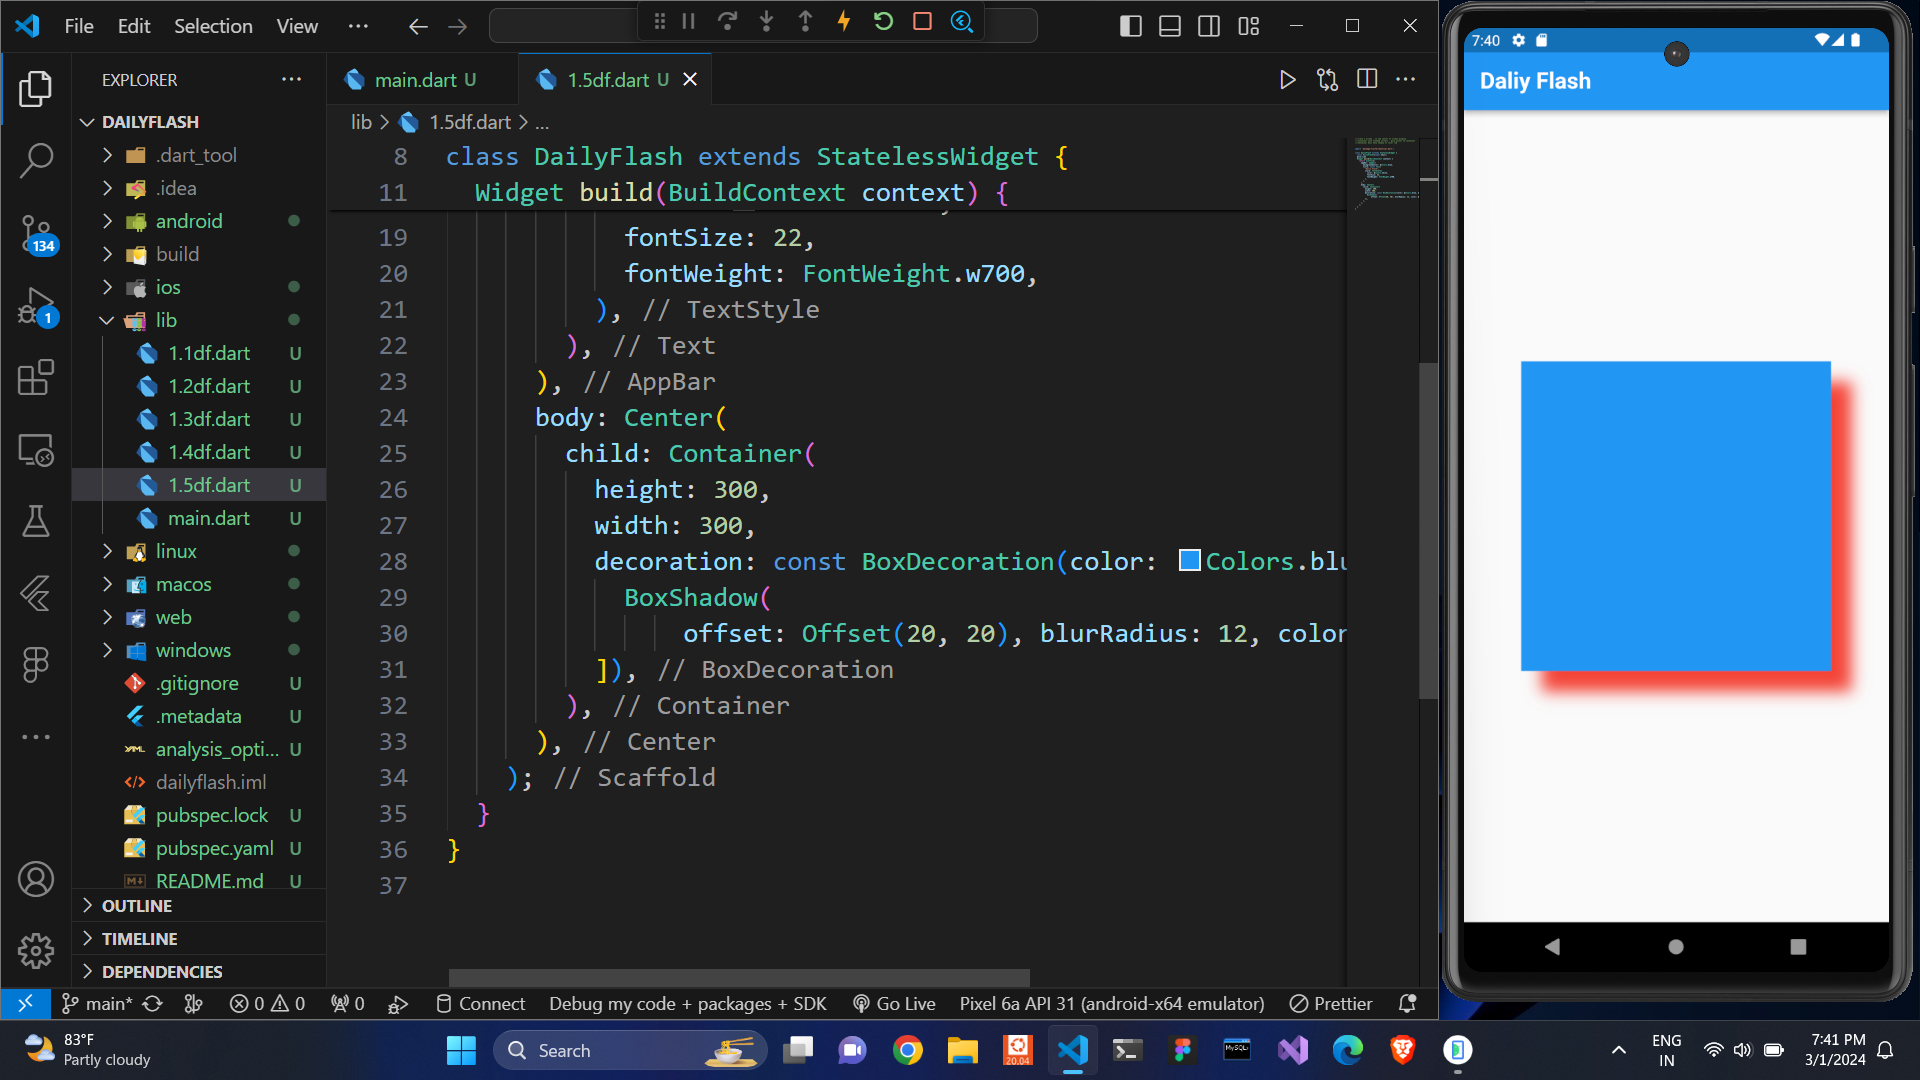 File Edit Selection View ···
EXPLORER
DAILYFLASH
.dart_tool
.idea
android
build
ios
lib
1.1df.dart U
1.2df.dart U
1.3df.dart U
1.4df.dart U
1.5df.dart U
main.dart U
linux
macos
web
windows
.gitignore U
.metadata U
analysis_opti... U
dailyflash.iml
pubspec.lock U
pubspec.yaml U
README.md U
OUTLINE
TIMELINE
DEPENDENCIES
134
1
main.dart U
1.5df.dart U
lib > 1.5df.dart > ...
8 class DailyFlash extends StatelessWidget {
11 Widget build(BuildContext context) {
19 fontSize: 22,
20 fontWeight: FontWeight.w700,
21 ), // TextStyle
22 ), // Text
23 ), // AppBar
24 body: Center(
25 child: Container(
26 height: 300,
27 width: 300,
28 decoration: const BoxDecoration(color: Colors.blu
29 BoxShadow(
30 offset: Offset(20, 20), blurRadius: 12, color
31 ]), // BoxDecoration
32 ), // Container
33 ), // Center
34 ); // Scaffold
35 }
36 }
37
main* 0 0 0 Connect Debug my code + packages + SDK Go Live Pixel 6a API 31 (android-x64 emulator) Prettier
7:40
Daliy Flash
83°F
Partly cloudy
Search
20.04
MySQL
ENG
IN
7:41 PM
3/1/2024